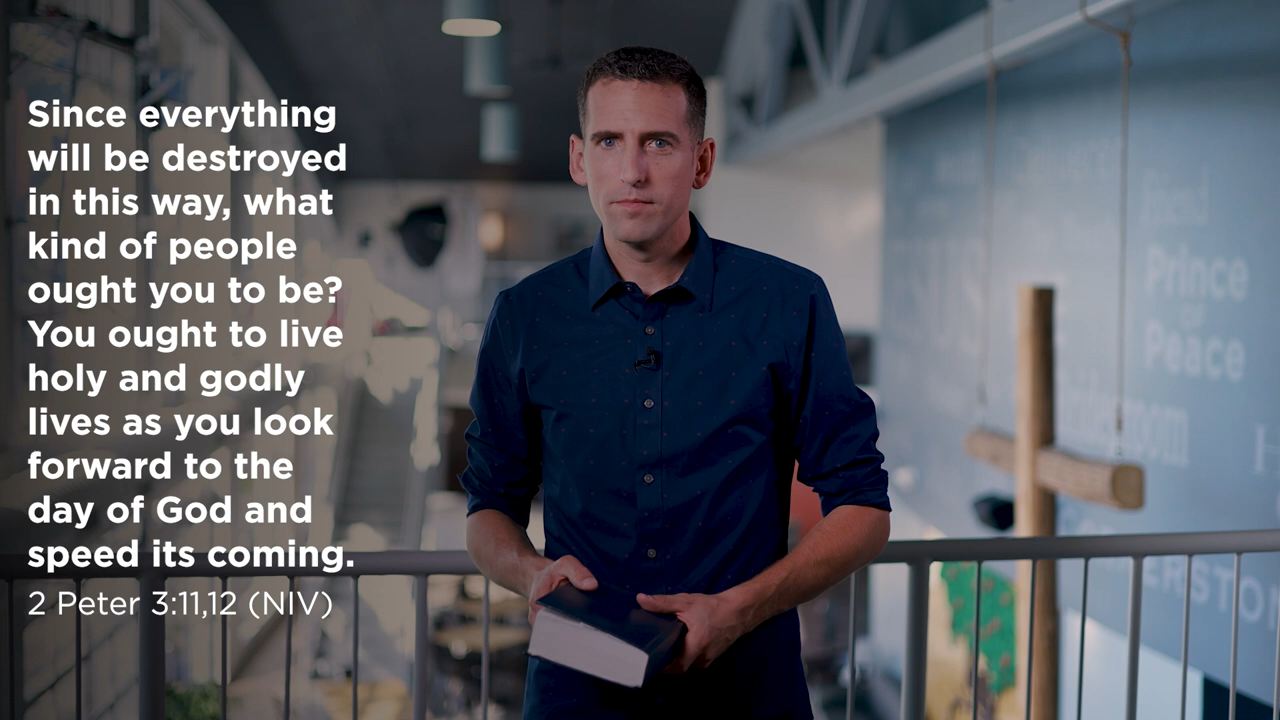 Since everything
will be destroyed
in this way, what
kind of people
ought you to be?
You ought to live
holy and godly
lives as you look
forward to the
day of God and
speed its coming.
2 Peter 3:11,12 (NIV)
Prince
of
Peace